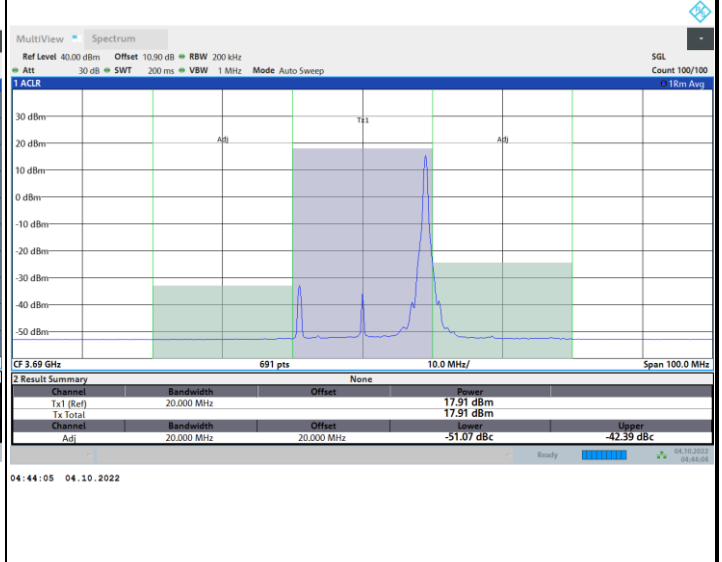 MultiView Spectrum
Ref Level 40.00 dBm Offset 10.90 dB RBW 200 kHz SGL
Att 30 dB SWT 200 ms VBW 1 MHz Mode Auto Sweep Count 100/100
1 ACLR 1Rm Avg
30 dBm
Tx1
20 dBm
Adj
Adj
10 dBm
0 dBm
-10 dBm
-20 dBm
-30 dBm
-40 dBm
-50 dBm
CF 3.69 GHz 691 pts 10.0 MHz/ Span 100.0 MHz
2 Result Summary None
Channel Bandwidth Offset Power
Tx1 (Ref) 20.000 MHz 17.91 dBm
Tx Total 17.91 dBm
Channel Bandwidth Offset Lower Upper
Adj 20.000 MHz 20.000 MHz -51.07 dBc -42.39 dBc
Ready 04.10.2022
04:44:05
04:44:05 04.10.2022